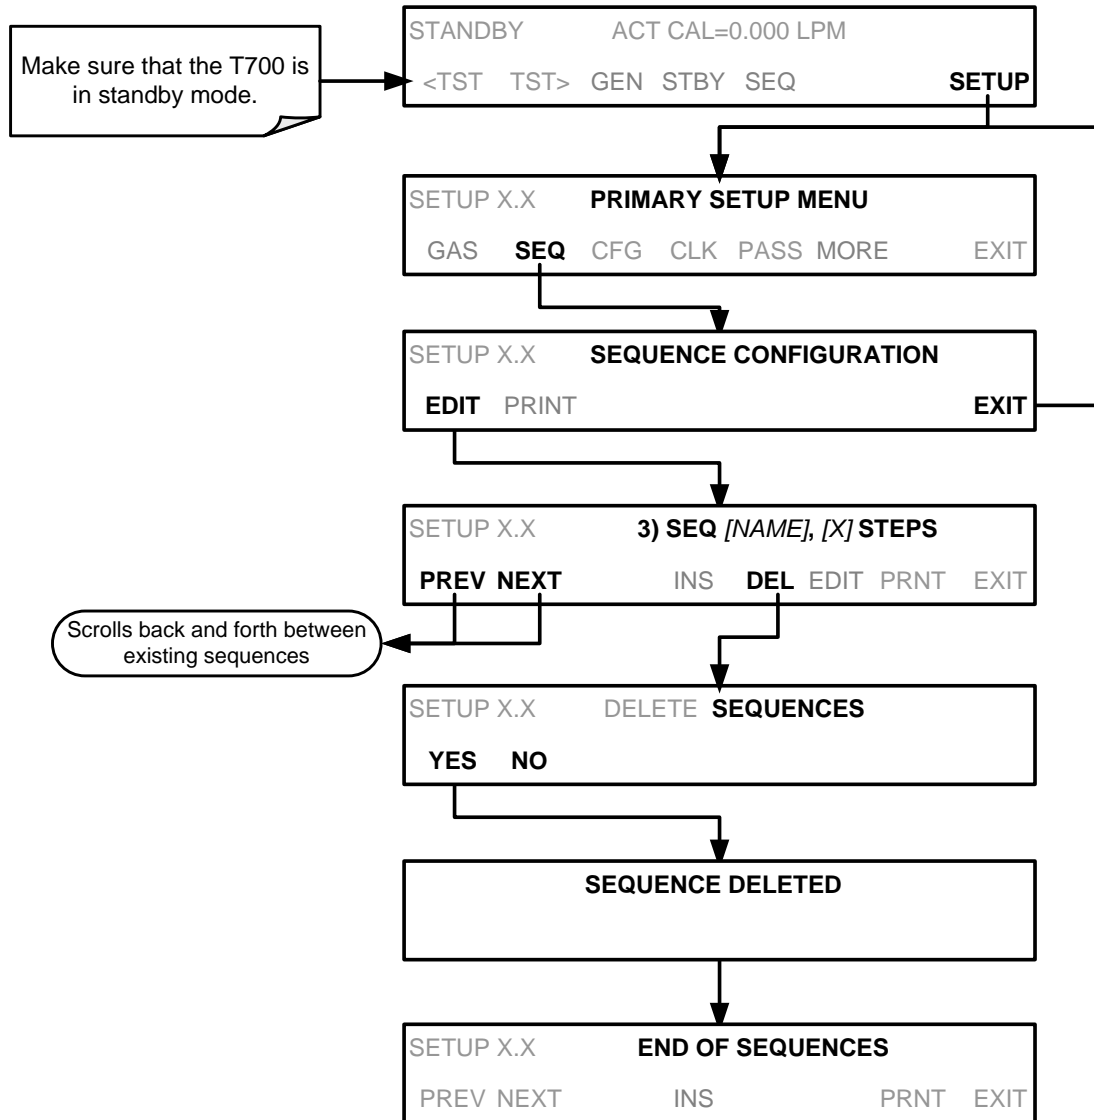 Make sure that the T700 is
in standby mode.
STANDBY ACT CAL=0.000 LPM
<TST TST> GEN STBY SEQ SETUP
SETUP X.X PRIMARY SETUP MENU
GAS SEQ CFG CLK PASS MORE EXIT
SETUP X.X SEQUENCE CONFIGURATION
EDIT PRINT EXIT
SETUP X.X 3) SEQ [NAME], [X] STEPS
PREV NEXT INS DEL EDIT PRNT EXIT
Scrolls back and forth between
existing sequences
SETUP X.X DELETE SEQUENCES
YES NO
SEQUENCE DELETED
SETUP X.X END OF SEQUENCES
PREV NEXT INS PRNT EXIT